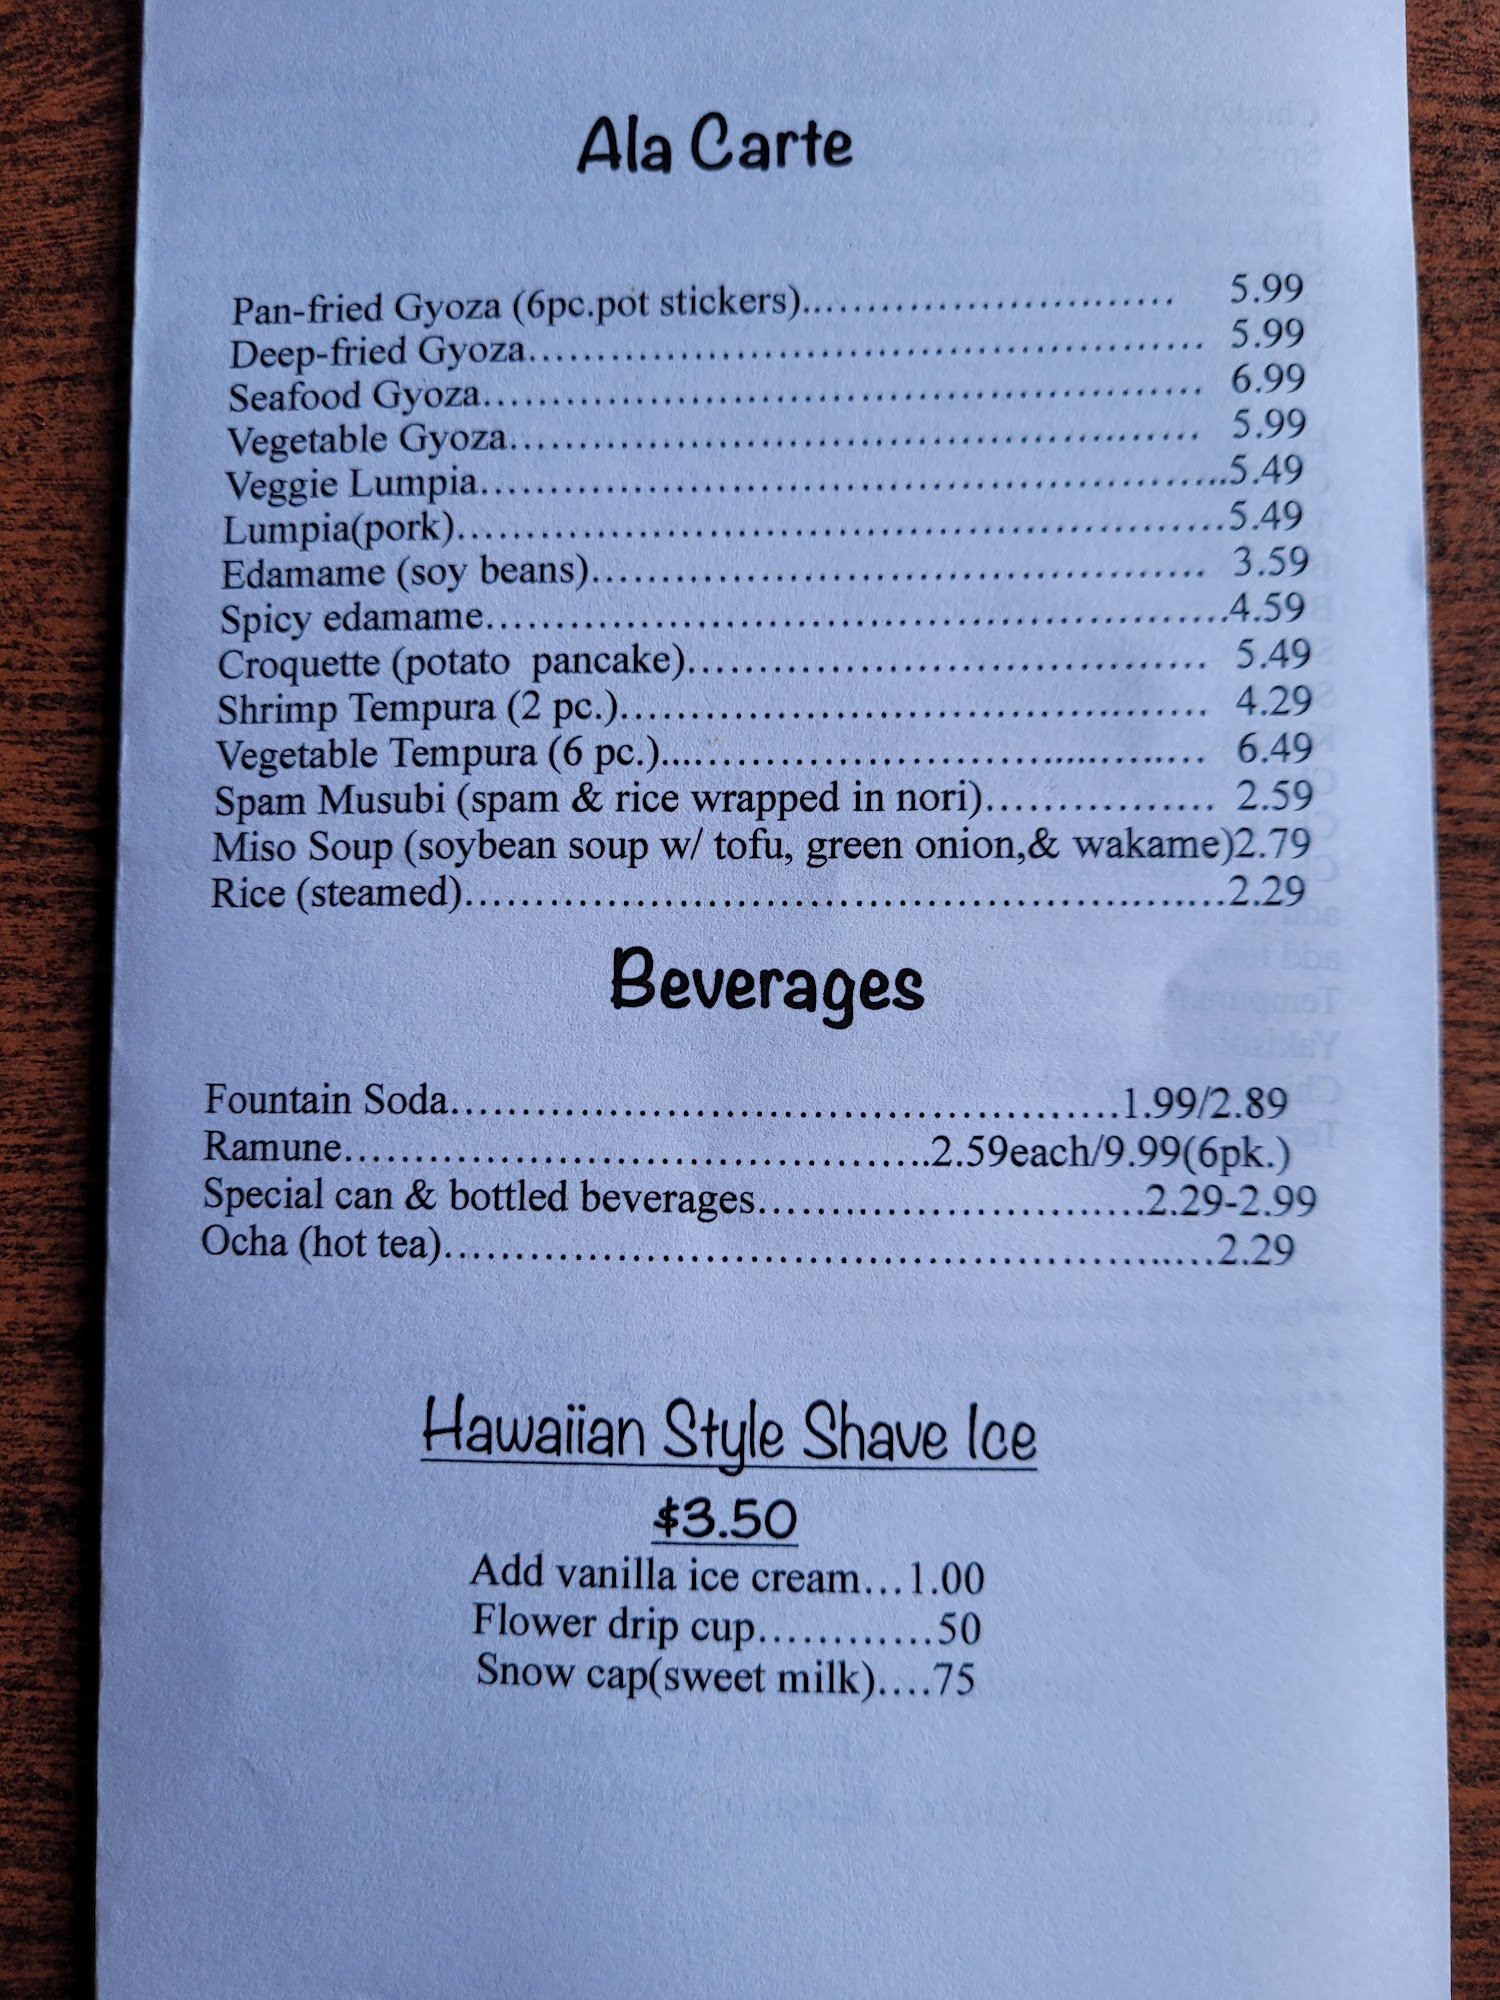 Ala Carte
Pan-fried Gyoza (6pc.pot stickers)............................. 5.99
Deep-fried Gyoza.................................................. 5.99
Seafood Gyoza..................................................... 6.99
Vegetable Gyoza................................................... 5.99
Veggie Lumpia.......................................................5.49
Lumpia(pork).........................................................5.49
Edamame (soy beans)............................................. 3.59
Spicy edamame......................................................4.59
Croquette (potato  pancake)...................................... 5.49
Shrimp Tempura (2 pc.)........................................... 4.29
Vegetable Tempura (6 pc.)........................................ 6.49
Spam Musubi (spam & rice wrapped in nori)................ 2.59
Miso Soup (soybean soup w/ tofu, green onion,& wakame)2.79
Rice (steamed).......................................................2.29
Beverages
Fountain Soda................................................1.99/2.89
Ramune..........................................2.59each/9.99(6pk.)
Special can & bottled beverages............................2.29-2.99
Ocha (hot tea).......................................................2.29
Hawaiian Style Shave Ice
$3.50
Add vanilla ice cream...1.00
Flower drip cup.............50
Snow cap(sweet milk)....75